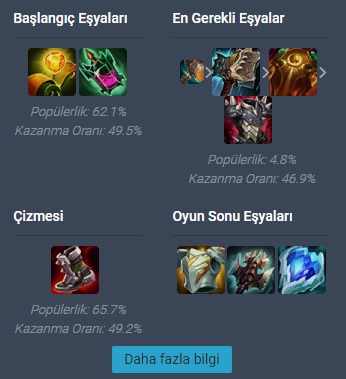 Başlangıç Eşyaları
Popülerlik: 62.1%
Kazanma Oranı: 49.5%
En Gerekli Eşyalar
Popülerlik: 4.8%
Kazanma Oranı: 46.9%
Çizmesi
Popülerlik: 65.7%
Kazanma Oranı: 49.2%
Oyun Sonu Eşyaları
Daha fazla bilgi